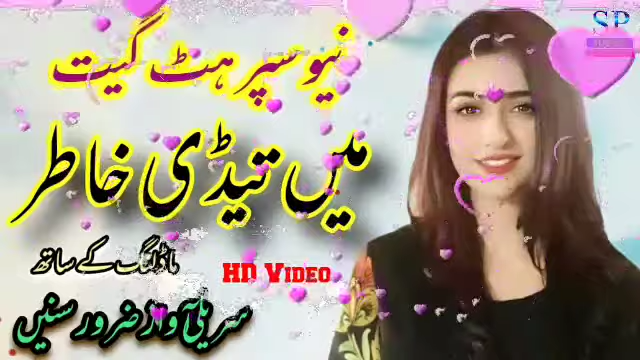 نیو سپر ہٹ گیت
SP
میں تیڈی خاطر
ماڈلنگ کے ساتھ
HD VIDEO
سریلی آواز ضرور سنیں